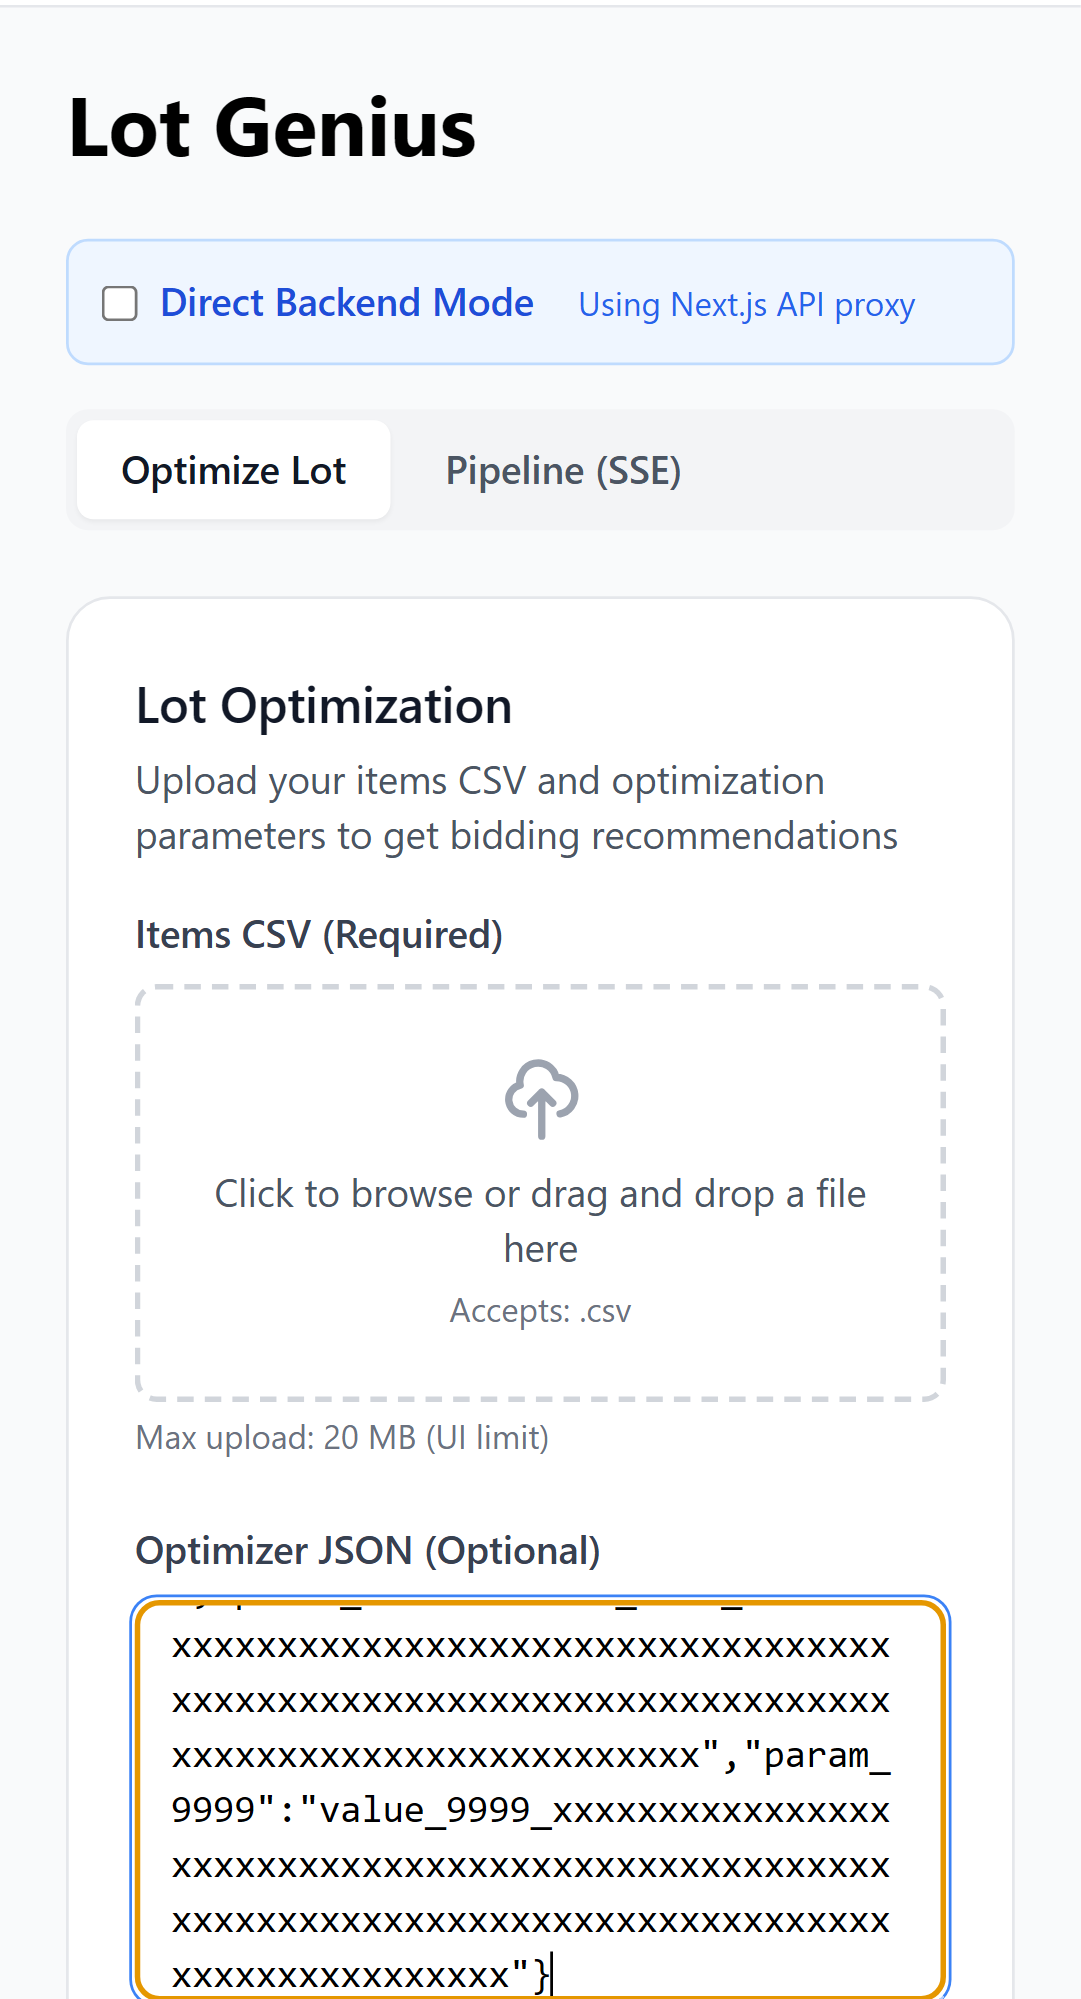 Lot Genius
Direct Backend Mode Using Next.js API proxy
Optimize Lot Pipeline (SSE)
Lot Optimization
Upload your items CSV and optimization
parameters to get bidding recommendations
Items CSV (Required)
Click to browse or drag and drop a file
here
Accepts: .csv
Max upload: 20 MB (UI limit)
Optimizer JSON (Optional)
xxxxxxxxxxxxxxxxxxxxxxxxxxxxxxxxxx
xxxxxxxxxxxxxxxxxxxxxxxxxxxxxxxxxx
xxxxxxxxxxxxxxxxxxxxxxxxx","param_
9999":"value_9999_xxxxxxxxxxxxxxxx
xxxxxxxxxxxxxxxxxxxxxxxxxxxxxxxxxx
xxxxxxxxxxxxxxxxxxxxxxxxxxxxxxxxxx
xxxxxxxxxxxxxxxx"}